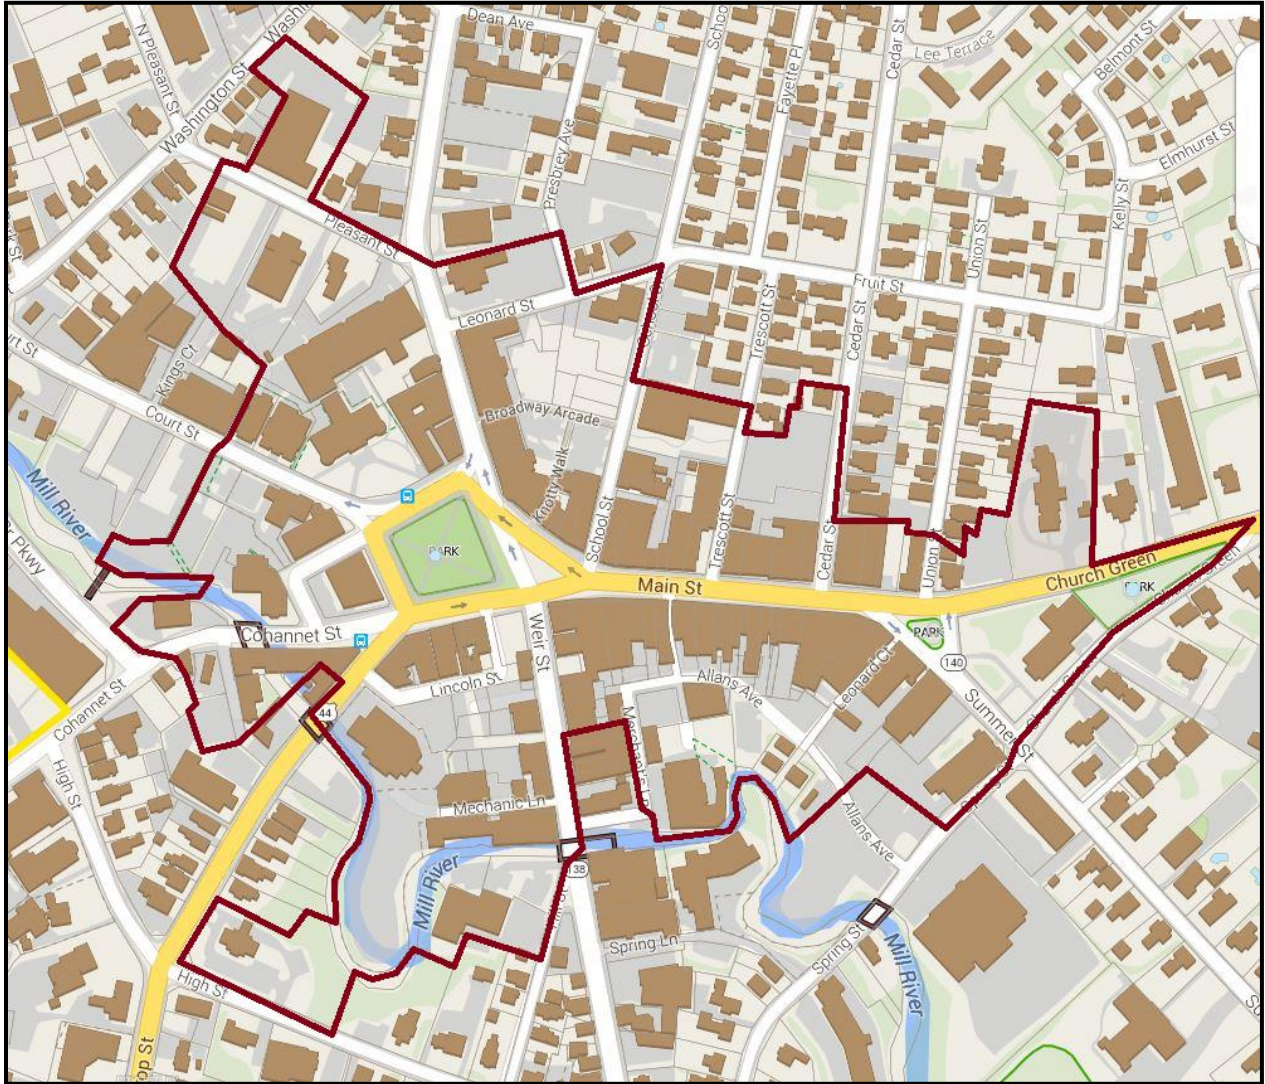 Dean Ave
Washi
N Pleasant St
Schoo
Cedar St
Lee Terrace
Belmont St
Washington St
Fayette Pl
Presbrey Ave
Elmhurst St
Kelly St
Pleasant St
Union St
Fruit St
Leonard St
Trescott St
Cedar St
urt St
Kings Ct
Court St
Broadway Arcade
Knotty Walk
Mill River
School St
Trescott St
Cedar St
Union
PARK
Pkwy
Main St
Church Green
PARK
Cohannet St
Weir St
PARK
140
Lincoln St
Allans Ave
Leonard Ct
Summer St
Cohannet St
44
High St
Merchant's Ln
Mechanic Ln
Allans Ave
138
Mill River
Spring Ln
Spring St
Mill River
High St
op St